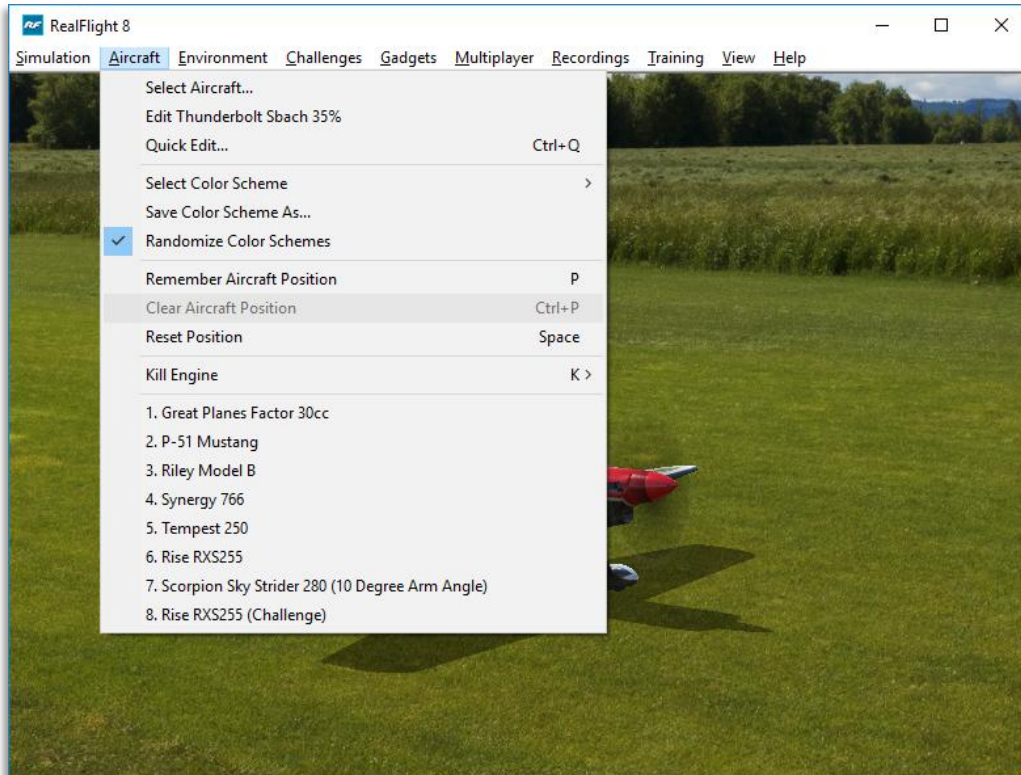 RF RealFlight 8
Simulation Aircraft Environment Challenges Gadgets Multiplayer Recordings Training View Help
Select Aircraft...
Edit Thunderbolt Sbach 35%
Quick Edit... Ctrl+Q
Select Color Scheme
Save Color Scheme As...
Randomize Color Schemes
Remember Aircraft Position P
Clear Aircraft Position Ctrl+P
Reset Position Space
Kill Engine K
1. Great Planes Factor 30cc
2. P-51 Mustang
3. Riley Model B
4. Synergy 766
5. Tempest 250
6. Rise RXS255
7. Scorpion Sky Strider 280 (10 Degree Arm Angle)
8. Rise RXS255 (Challenge)